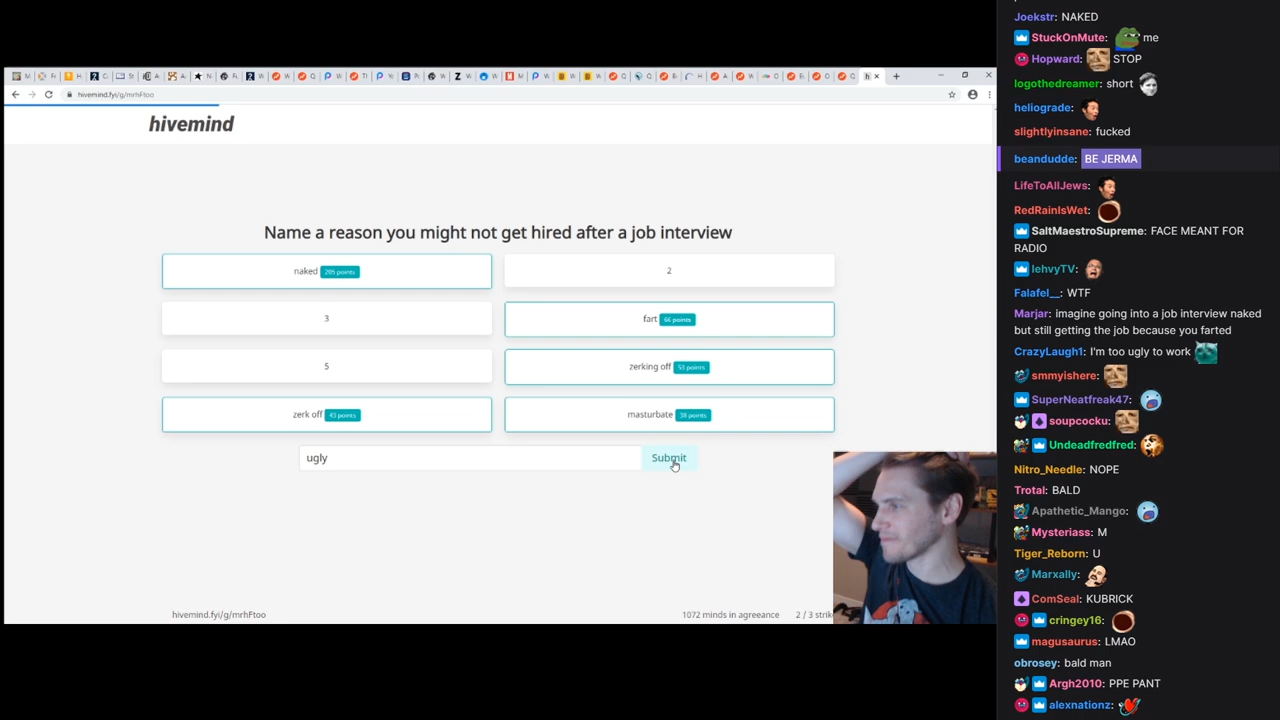 hivemind.fyi/g/mrhFtoo
hivemind
Name a reason you might not get hired after a job interview
naked 205 points
2
3
fart 66 points
5
zerking off 53 points
zerk off 43 points
masturbate 38 points
ugly
Submit
hivemind.fyi/g/mrhFtoo
1072 minds in agreeance
2 / 3 strik
Joekstr: NAKED
StuckOnMute: me
Hopward: STOP
logothedreamer: short
heliograde:
slightlyinsane: fucked
beandudde: BE JERMA
LifeToAllJews:
RedRainIsWet:
SaltMaestroSupreme: FACE MEANT FOR
RADIO
lehvyTV:
Falafel__: WTF
Marjar: imagine going into a job interview naked
but still getting the job because you farted
CrazyLaugh1: I'm too ugly to work
smmyishere:
SuperNeatfreak47:
soupcocku:
Undeadfredfred:
Nitro_Needle: NOPE
Trotal: BALD
Apathetic_Mango:
Mysteriass: M
Tiger_Reborn: U
Marxally:
ComSeal: KUBRICK
cringey16:
magusaurus: LMAO
obrosey: bald man
Argh2010: PPE PANT
alexnationz: